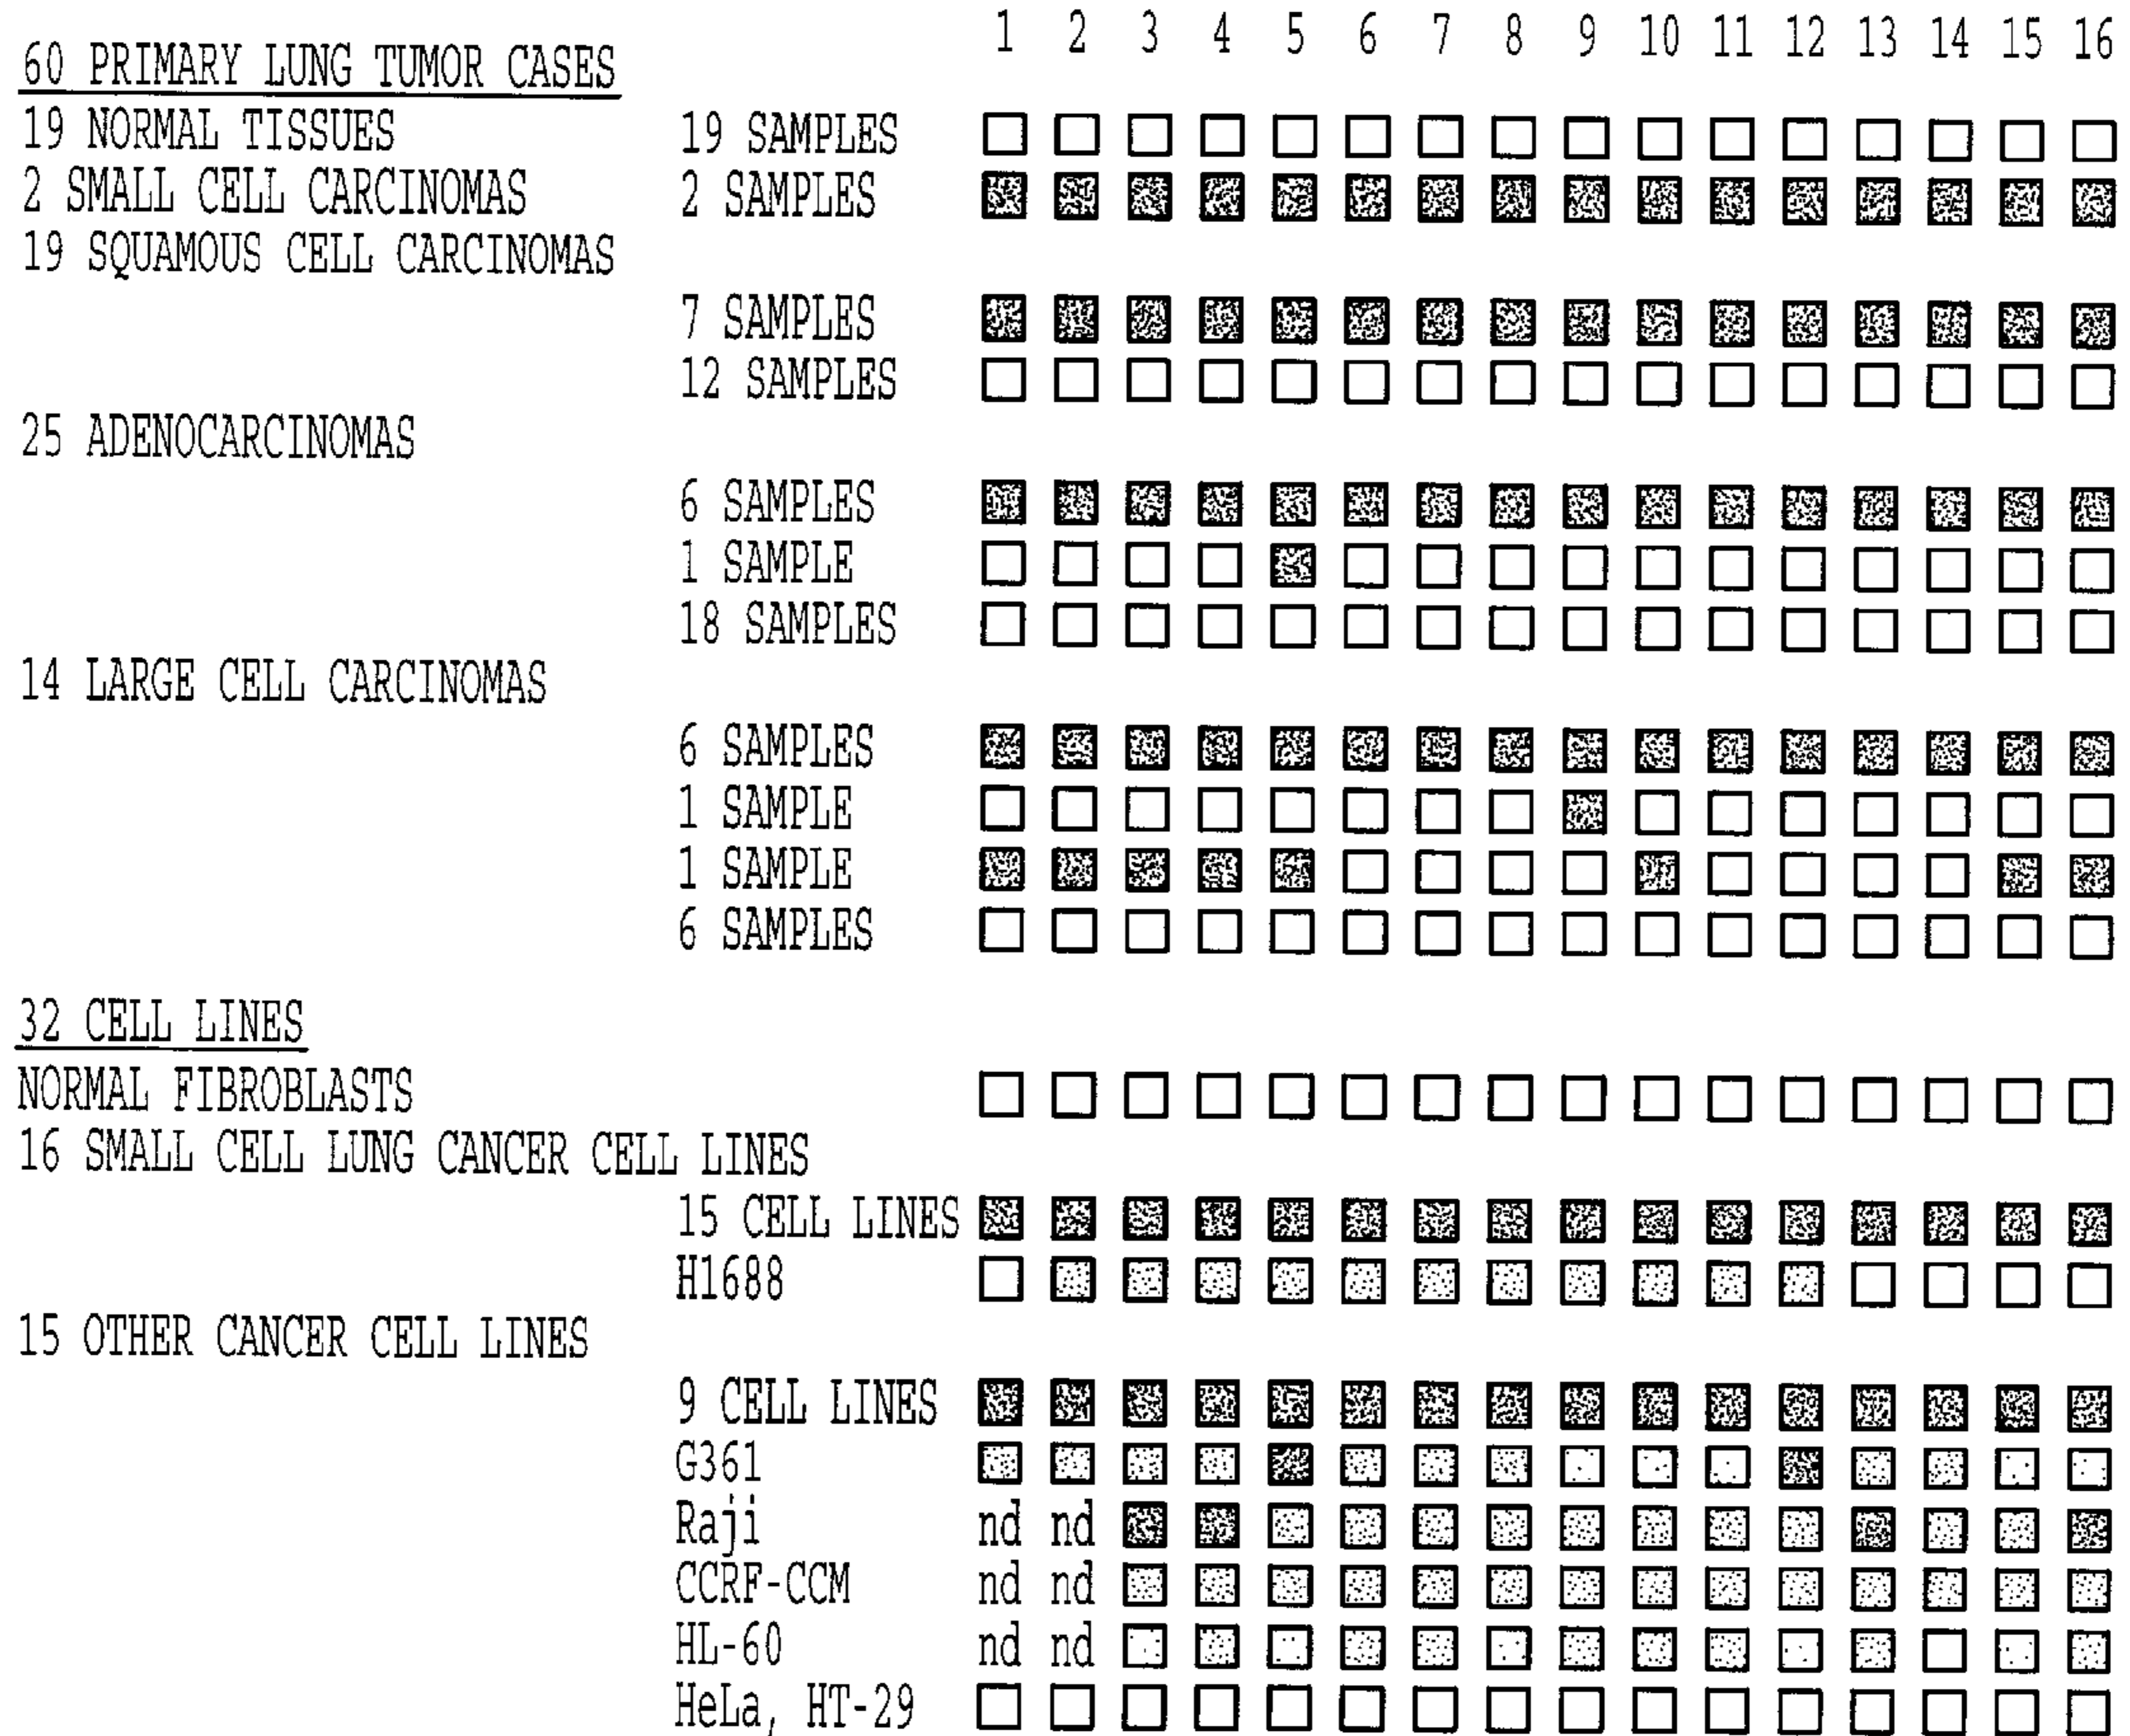 1 2 3 4 5 6 7 8 9 10 11 12 13 14 15 16
60 PRIMARY LUNG TUMOR CASES
19 NORMAL TISSUES 19 SAMPLES
2 SMALL CELL CARCINOMAS 2 SAMPLES
19 SQUAMOUS CELL CARCINOMAS
7 SAMPLES
12 SAMPLES
25 ADENOCARCINOMAS
6 SAMPLES
1 SAMPLE
18 SAMPLES
14 LARGE CELL CARCINOMAS
6 SAMPLES
1 SAMPLE
1 SAMPLE
6 SAMPLES
32 CELL LINES
NORMAL FIBROBLASTS
16 SMALL CELL LUNG CANCER CELL LINES
15 CELL LINES
H1688
15 OTHER CANCER CELL LINES
9 CELL LINES
G361
Raji nd nd
CCRF-CCM nd nd
HL-60 nd nd
HeLa, HT-29